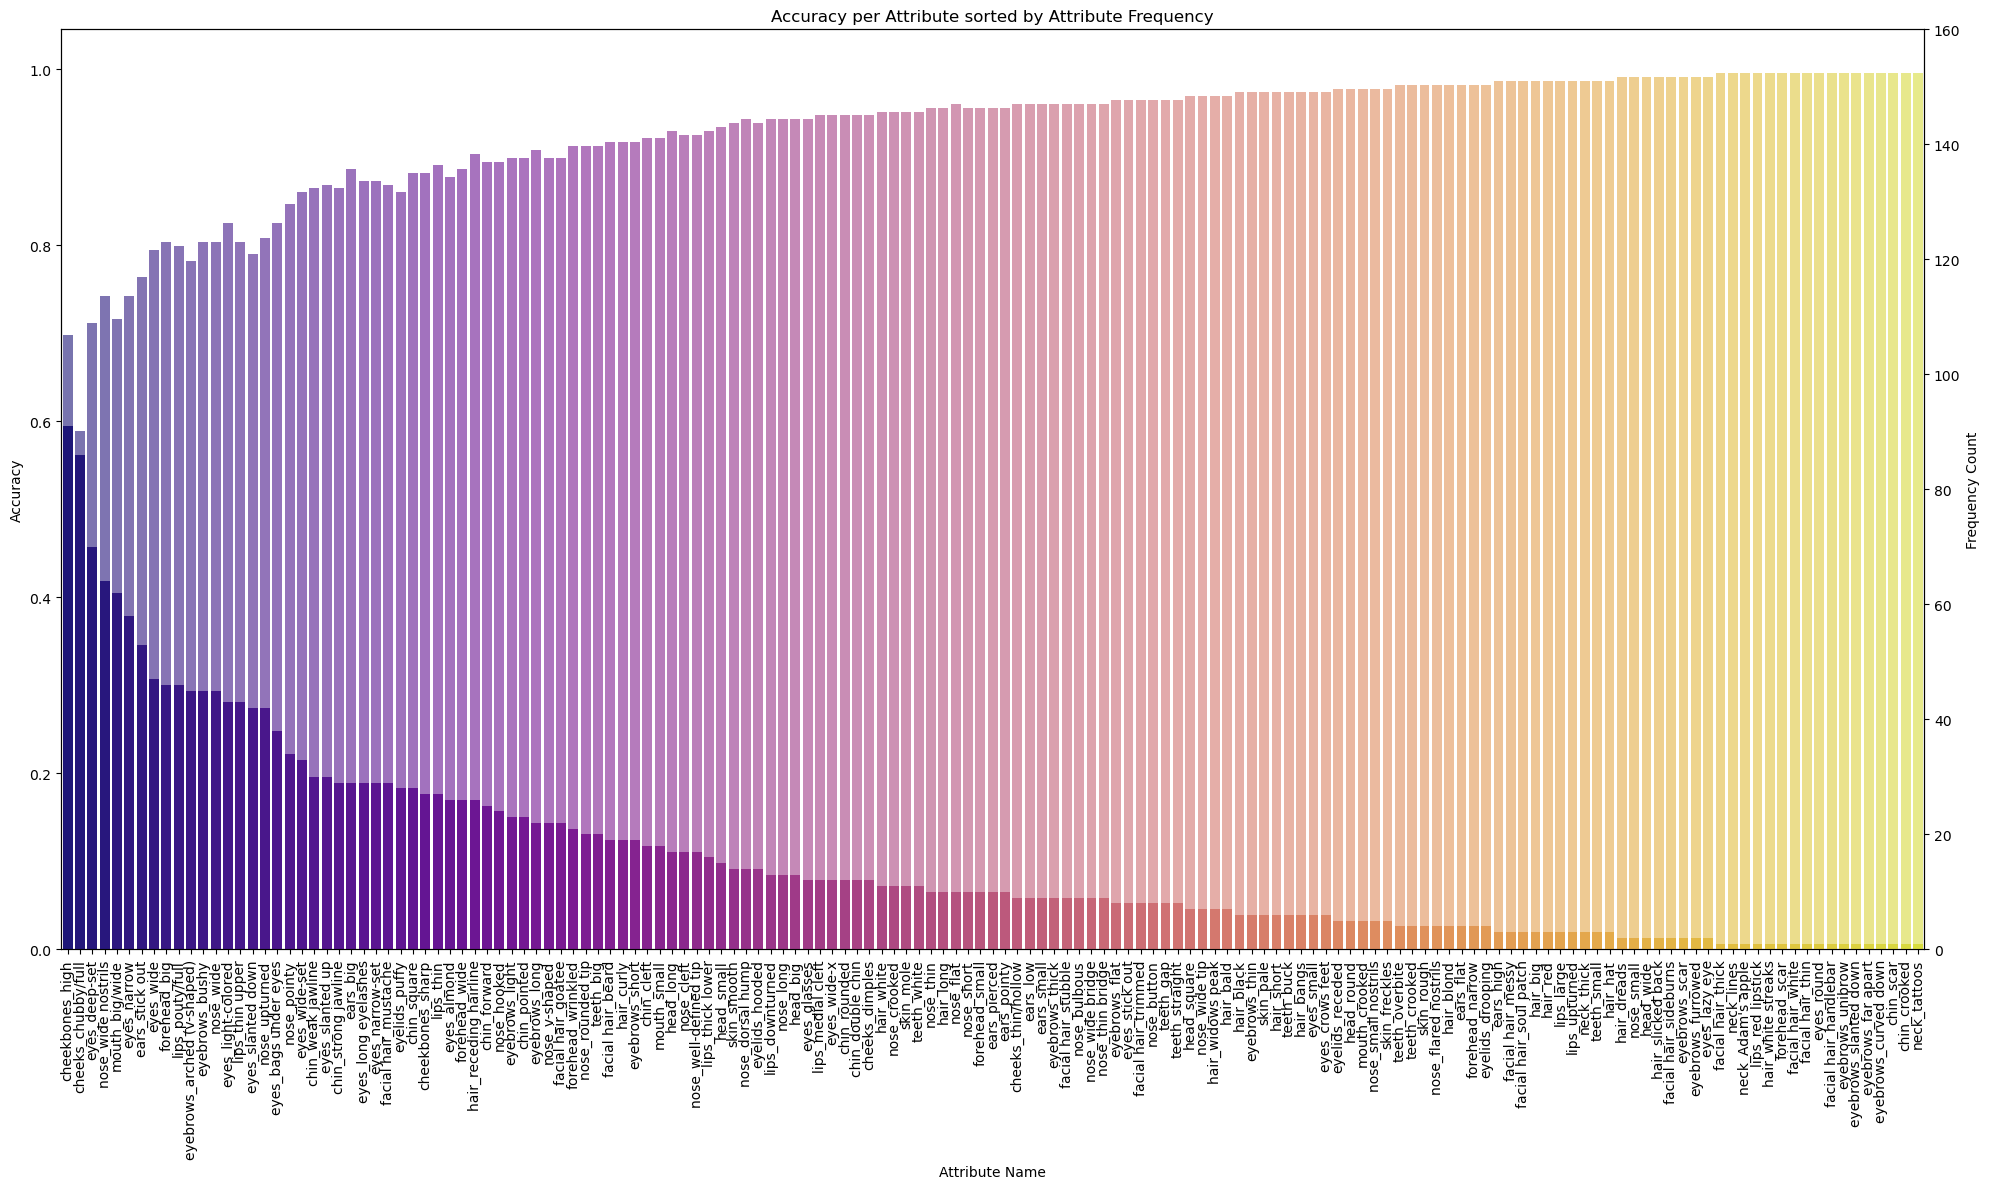 Accuracy per Attribute sorted by Attribute Frequency
1.0
0.8
0.6
0.4
0.2
0.0
Accuracy
160
140
120
100
80
60
40
20
0
Frequency Count
cheekbones_high
cheeks_chubby/full
eyes_deep-set
nose_wide nostrils
mouth_big/wide
eyes_narrow
ears_stick out
eyes_wide
forehead_big
lips_pouty/full
eyebrows_arched (v-shaped)
eyebrows_bushy
nose_wide
eyes_light-colored
lips_thin upper
eyes_slanted down
nose_upturned
eyes_bags under eyes
nose_pointy
eyes_wide-set
chin_weak jawline
eyes_slanted up
chin_strong jawline
ears_big
eyes_long eyelashes
eyes_narrow-set
facial hair_mustache
eyelids_puffy
chin_square
cheekbones_sharp
lips_thin
eyes_almond
forehead_wide
hair_receding hairline
chin_forward
nose_hooked
eyebrows_light
chin_pointed
eyebrows_long
nose_v-shaped
facial hair_goatee
forehead_wrinkled
nose_rounded tip
teeth_big
facial hair_beard
hair_curly
eyebrows_short
chin_cleft
mouth_small
head_long
nose_cleft
nose_well-defined tip
lips_thick lower
head_small
skin_smooth
nose_dorsal hump
eyelids_hooded
lips_downturned
nose_long
head_big
eyes_glasses
lips_medial cleft
eyes_wide-x
chin_rounded
chin_double chin
cheeks_dimples
hair_white
nose_crooked
skin_mole
teeth_white
nose_thin
hair_long
nose_flat
nose_short
forehead_small
ears_pierced
ears_pointy
cheeks_thin/hollow
ears_low
ears_small
eyebrows_thick
facial hair_stubble
nose_bulbous
nose_wide bridge
nose_thin bridge
eyebrows_flat
eyes_stick out
facial hair_trimmed
nose_button
teeth_gap
teeth_straight
head_square
nose_wide tip
hair_widows peak
hair_bald
hair_black
eyebrows_thin
skin_pale
hair_short
teeth_buck
hair_bangs
eyes_small
eyes_crows feet
eyelids_receded
head_round
mouth_crooked
nose_small nostrils
skin_freckles
teeth_overbite
teeth_crooked
skin_rough
nose_flared nostrils
hair_blond
ears_flat
forehead_narrow
eyelids_drooping
ears_high
facial hair_messy
facial hair_soul patch
hair_big
hair_red
lips_large
lips_upturned
neck_thick
teeth_small
hair_hat
hair_dreads
nose_small
head_wide
hair_slicked back
facial hair_sideburns
eyebrows_scar
eyebrows_furrowed
eyes_lazy eye
facial hair_thick
neck_lines
neck_Adam's apple
lips_red lipstick
hair_white streaks
forehead_scar
facial hair_white
facial hair_thin
eyes_round
facial hair_handlebar
eyebrows_unibrow
eyebrows_slanted down
eyebrows_far apart
eyebrows_curved down
chin_scar
chin_crooked
neck_tattoos
Attribute Name